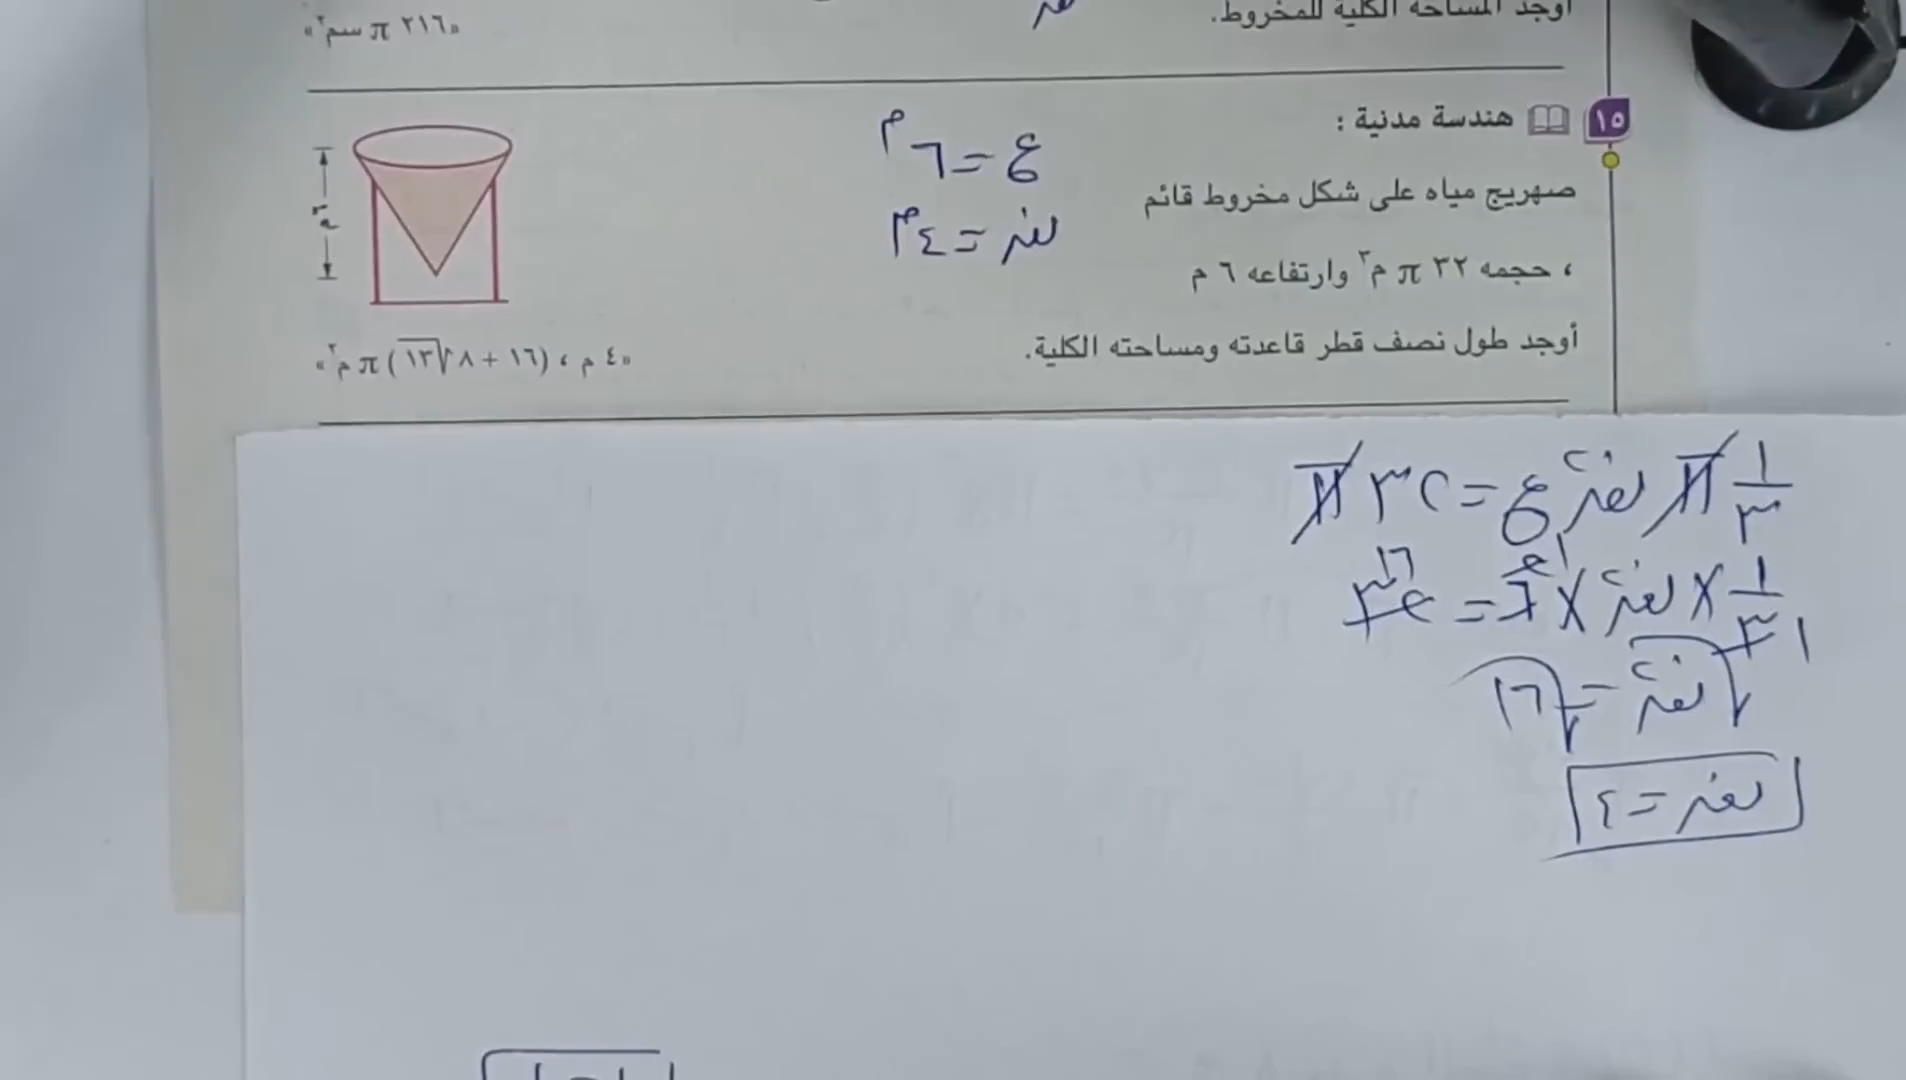 أوجد المساحة الكلية للمخروط.
«٢١٦ π سم٢»
١٥ هندسة مدنية :
صهريج مياه على شكل مخروط قائم
، حجمه ٣٢ π م٣ وارتفاعه ٦ م
أوجد طول نصف قطر قاعدته ومساحته الكلية.
ع = ٦ م
نق = ٤ م
«٤ م ، (١٦ + ٨√١٣) π م٢»
١/٣ π نق٢ ع = ٣٢ π
١/٣ × نق٢ × ٦ = ٣٢
نق٢ = ١٦
نق = ٤